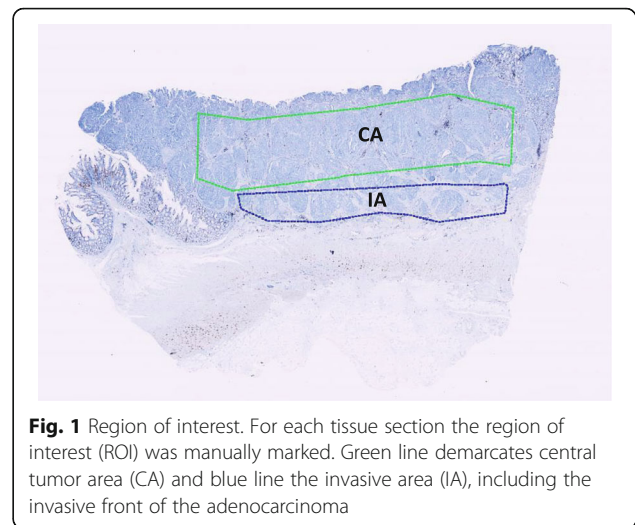 CA
IA
Fig. 1 Region of interest. For each tissue section the region of
interest (ROI) was manually marked. Green line demarcates central
tumor area (CA) and blue line the invasive area (IA), including the
invasive front of the adenocarcinoma